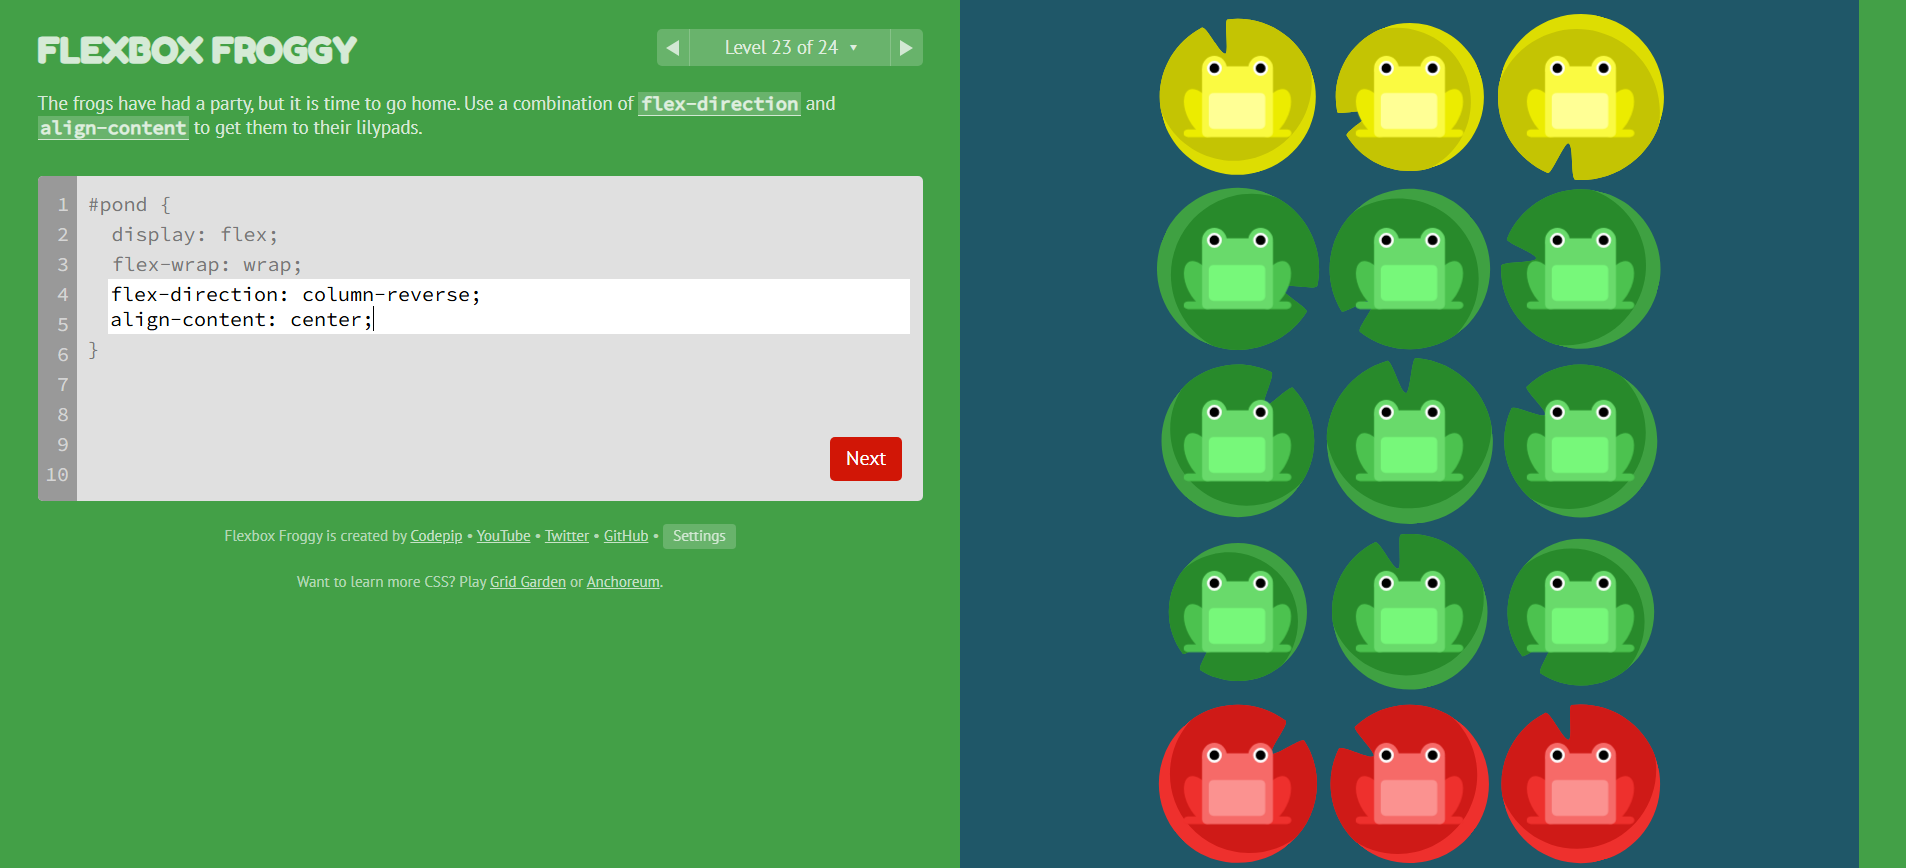 FLEXBOX FROGGY
◀ Level 23 of 24 ▼ ▶
The frogs have had a party, but it is time to go home. Use a combination of flex-direction and
align-content to get them to their lilypads.
1 #pond {
2 display: flex;
3 flex-wrap: wrap;
4 flex-direction: column-reverse;
5 align-content: center;
6 }
7
8
9
10
Next
Flexbox Froggy is created by Codepip • YouTube • Twitter • GitHub • Settings
Want to learn more CSS? Play Grid Garden or Anchoreum.